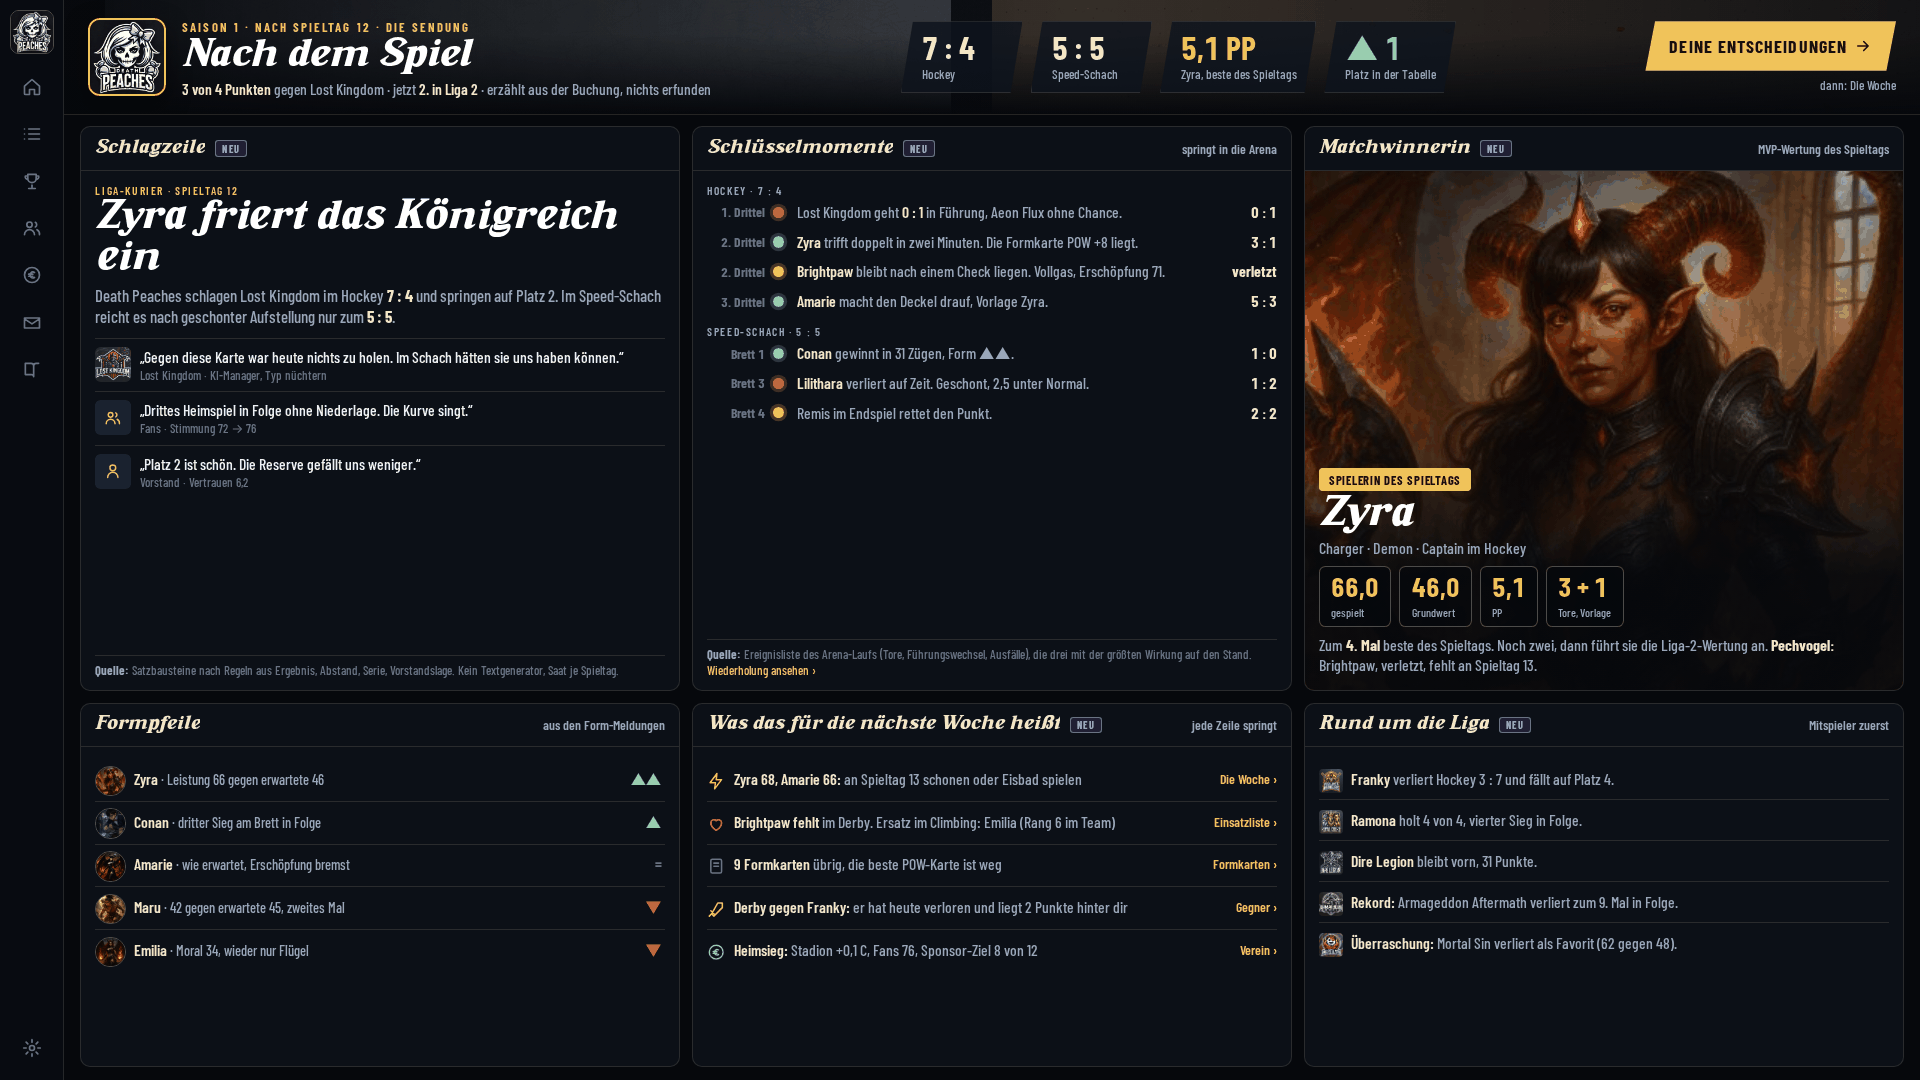 SAISON 1 · NACH SPIELTAG 12 · DIE SENDUNG
Nach dem Spiel
3 von 4 Punkten gegen Lost Kingdom · jetzt 2. in Liga 2 · erzählt aus der Buchung, nichts erfunden
7 : 4
Hockey
5 : 5
Speed-Schach
5,1 PP
Zyra, beste des Spieltags
▲ 1
Platz in der Tabelle
DEINE ENTSCHEIDUNGEN →
dann: Die Woche
DEATH PEACHES
PEACHES
Schlagzeile NEU
LIGA-KURIER · SPIELTAG 12
Zyra friert das Königreich
ein
Death Peaches schlagen Lost Kingdom im Hockey 7 : 4 und springen auf Platz 2. Im Speed-Schach
reicht es nach geschonter Aufstellung nur zum 5 : 5.
„Gegen diese Karte war heute nichts zu holen. Im Schach hätten sie uns haben können.“
Lost Kingdom · KI-Manager, Typ nüchtern
LOST KINGDOM
„Drittes Heimspiel in Folge ohne Niederlage. Die Kurve singt.“
Fans · Stimmung 72 → 76
„Platz 2 ist schön. Die Reserve gefällt uns weniger.“
Vorstand · Vertrauen 6,2
Quelle: Satzbausteine nach Regeln aus Ergebnis, Abstand, Serie, Vorstandslage. Kein Textgenerator, Saat je Spieltag.
Schlüsselmomente NEU springt in die Arena
HOCKEY · 7 : 4
1. Drittel Lost Kingdom geht 0 : 1 in Führung, Aeon Flux ohne Chance. 0 : 1
2. Drittel Zyra trifft doppelt in zwei Minuten. Die Formkarte POW +8 liegt. 3 : 1
2. Drittel Brightpaw bleibt nach einem Check liegen. Vollgas, Erschöpfung 71. verletzt
3. Drittel Amarie macht den Deckel drauf, Vorlage Zyra. 5 : 3
SPEED-SCHACH · 5 : 5
Brett 1 Conan gewinnt in 31 Zügen, Form ▲▲. 1 : 0
Brett 3 Lilithara verliert auf Zeit. Geschont, 2,5 unter Normal. 1 : 2
Brett 4 Remis im Endspiel rettet den Punkt. 2 : 2
Quelle: Ereignisliste des Arena-Laufs (Tore, Führungswechsel, Ausfälle), die drei mit der größten Wirkung auf den Stand.
Wiederholung ansehen ›
Matchwinnerin NEU MVP-Wertung des Spieltags
SPIELERIN DES SPIELTAGS
Zyra
Charger · Demon · Captain im Hockey
66,0
gespielt
46,0
Grundwert
5,1
PP
3 + 1
Tore, Vorlage
Zum 4. Mal beste des Spieltags. Noch zwei, dann führt sie die Liga-2-Wertung an. Pechvogel:
Brightpaw, verletzt, fehlt an Spieltag 13.
Formpfeile aus den Form-Meldungen
Zyra · Leistung 66 gegen erwartete 46 ▲▲
Conan · dritter Sieg am Brett in Folge ▲
Amarie · wie erwartet, Erschöpfung bremst =
Maru · 42 gegen erwartete 45, zweites Mal ▼
Emilia · Moral 34, wieder nur Flügel ▼
Was das für die nächste Woche heißt NEU jede Zeile springt
Zyra 68, Amarie 66: an Spieltag 13 schonen oder Eisbad spielen Die Woche ›
Brightpaw fehlt im Derby. Ersatz im Climbing: Emilia (Rang 6 im Team) Einsatzliste ›
9 Formkarten übrig, die beste POW-Karte ist weg Formkarten ›
Derby gegen Franky: er hat heute verloren und liegt 2 Punkte hinter dir Gegner ›
Heimsieg: Stadion +0,1 C, Fans 76, Sponsor-Ziel 8 von 12 Verein ›
Rund um die Liga NEU Mitspieler zuerst
Franky verliert Hockey 3 : 7 und fällt auf Platz 4.
Ramona holt 4 von 4, vierter Sieg in Folge.
Dire Legion bleibt vorn, 31 Punkte.
Rekord: Armageddon Aftermath verliert zum 9. Mal in Folge.
Überraschung: Mortal Sin verliert als Favorit (62 gegen 48).